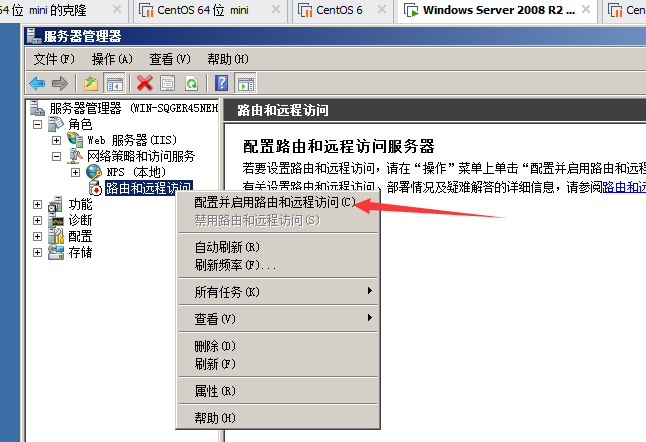 64 位 mini的克隆
CentOS 64 位 mini
CentOS 6
Windows Server 2008 R2 ...
Cen
服务器管理器
文件(F) 操作(A) 查看(V) 帮助(H)
服务器管理器 (WIN-SQGER45NEH
角色
Web 服务器(IIS)
网络策略和访问服务
NPS (本地)
路由和远程访问
功能
诊断
配置
存储
路由和远程访问
配置路由和远程访问服务器
若要设置路由和远程访问，请在“操作”菜单上单击“配置并启用路由和远程
有关设置路由和远程访问、部署情况及疑难解答的详细信息，请参阅路由和远
配置并启用路由和远程访问(C)
禁用路由和远程访问(S)
自动刷新(R)
刷新频率(F)...
所有任务(K)
查看(V)
删除(D)
刷新(F)
属性(R)
帮助(H)